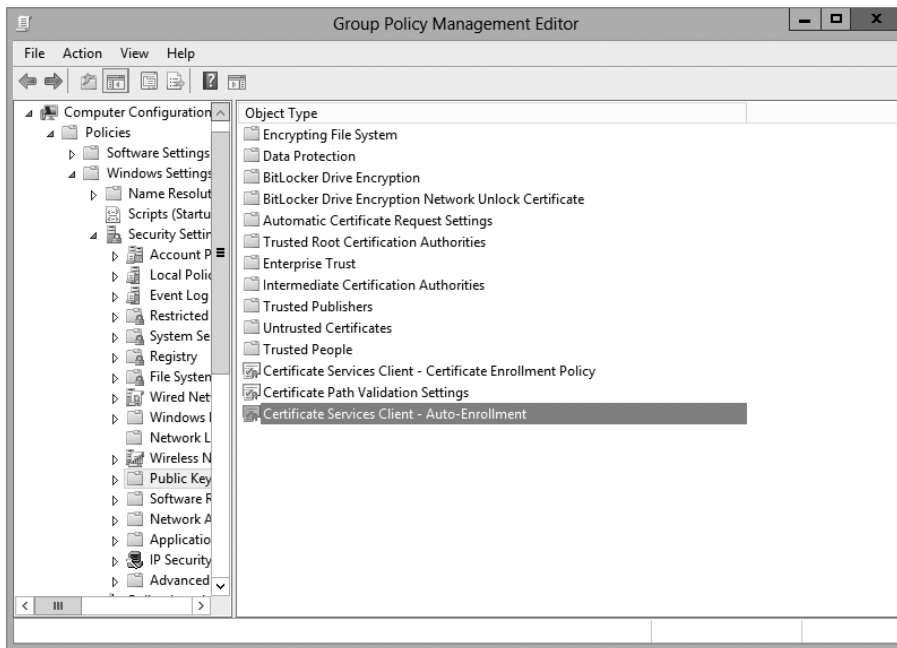 Group Policy Management Editor
File Action View Help
Computer Configuration
Policies
Software Settings
Windows Settings
Name Resolut
Scripts (Startu
Security Settin
Account P
Local Polic
Event Log
Restricted
System Se
Registry
File System
Wired Net
Windows
Network L
Wireless N
Public Key
Software R
Network A
Applicatio
IP Security
Advanced
Object Type
Encrypting File System
Data Protection
BitLocker Drive Encryption
BitLocker Drive Encryption Network Unlock Certificate
Automatic Certificate Request Settings
Trusted Root Certification Authorities
Enterprise Trust
Intermediate Certification Authorities
Trusted Publishers
Untrusted Certificates
Trusted People
Certificate Services Client - Certificate Enrollment Policy
Certificate Path Validation Settings
Certificate Services Client - Auto-Enrollment